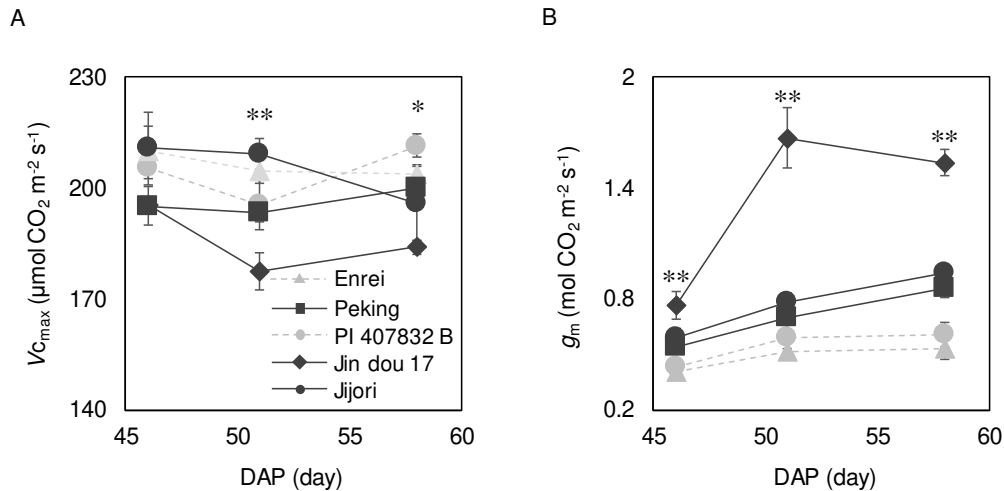 A
B
230
200
170
140
Vcmax (μmol CO2 m-2 s-1)
**
*
Enrei
Peking
PI 407832 B
Jin dou 17
Jijori
45 50 55 60
DAP (day)
2
1.4
0.8
0.2
gm (mol CO2 m-2 s-1)
**
**
**
45 50 55 60
DAP (day)